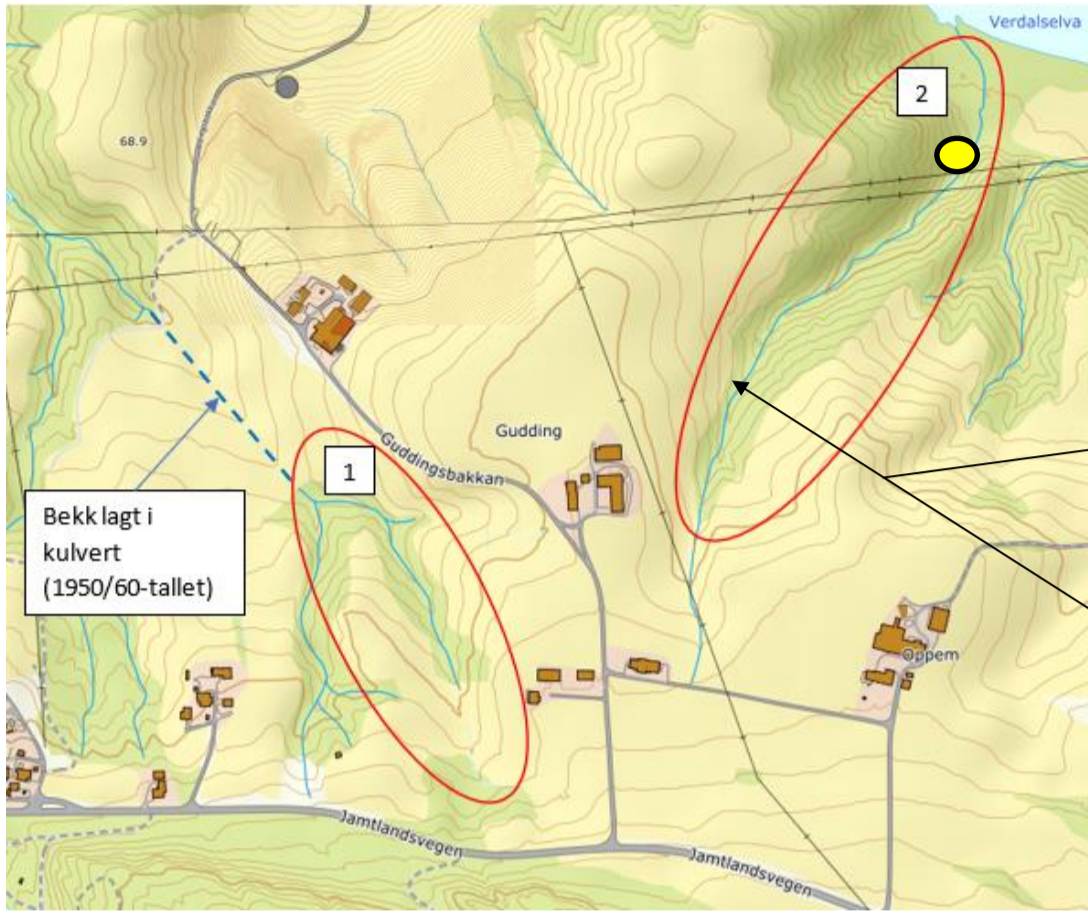 Verdalselva
2
68.9
Gudding
1
Guddingsbakkan
Bekk lagt i
kulvert
(1950/60-tallet)
Oppem
Jamtlandsvegen
Jamtlandsvegen